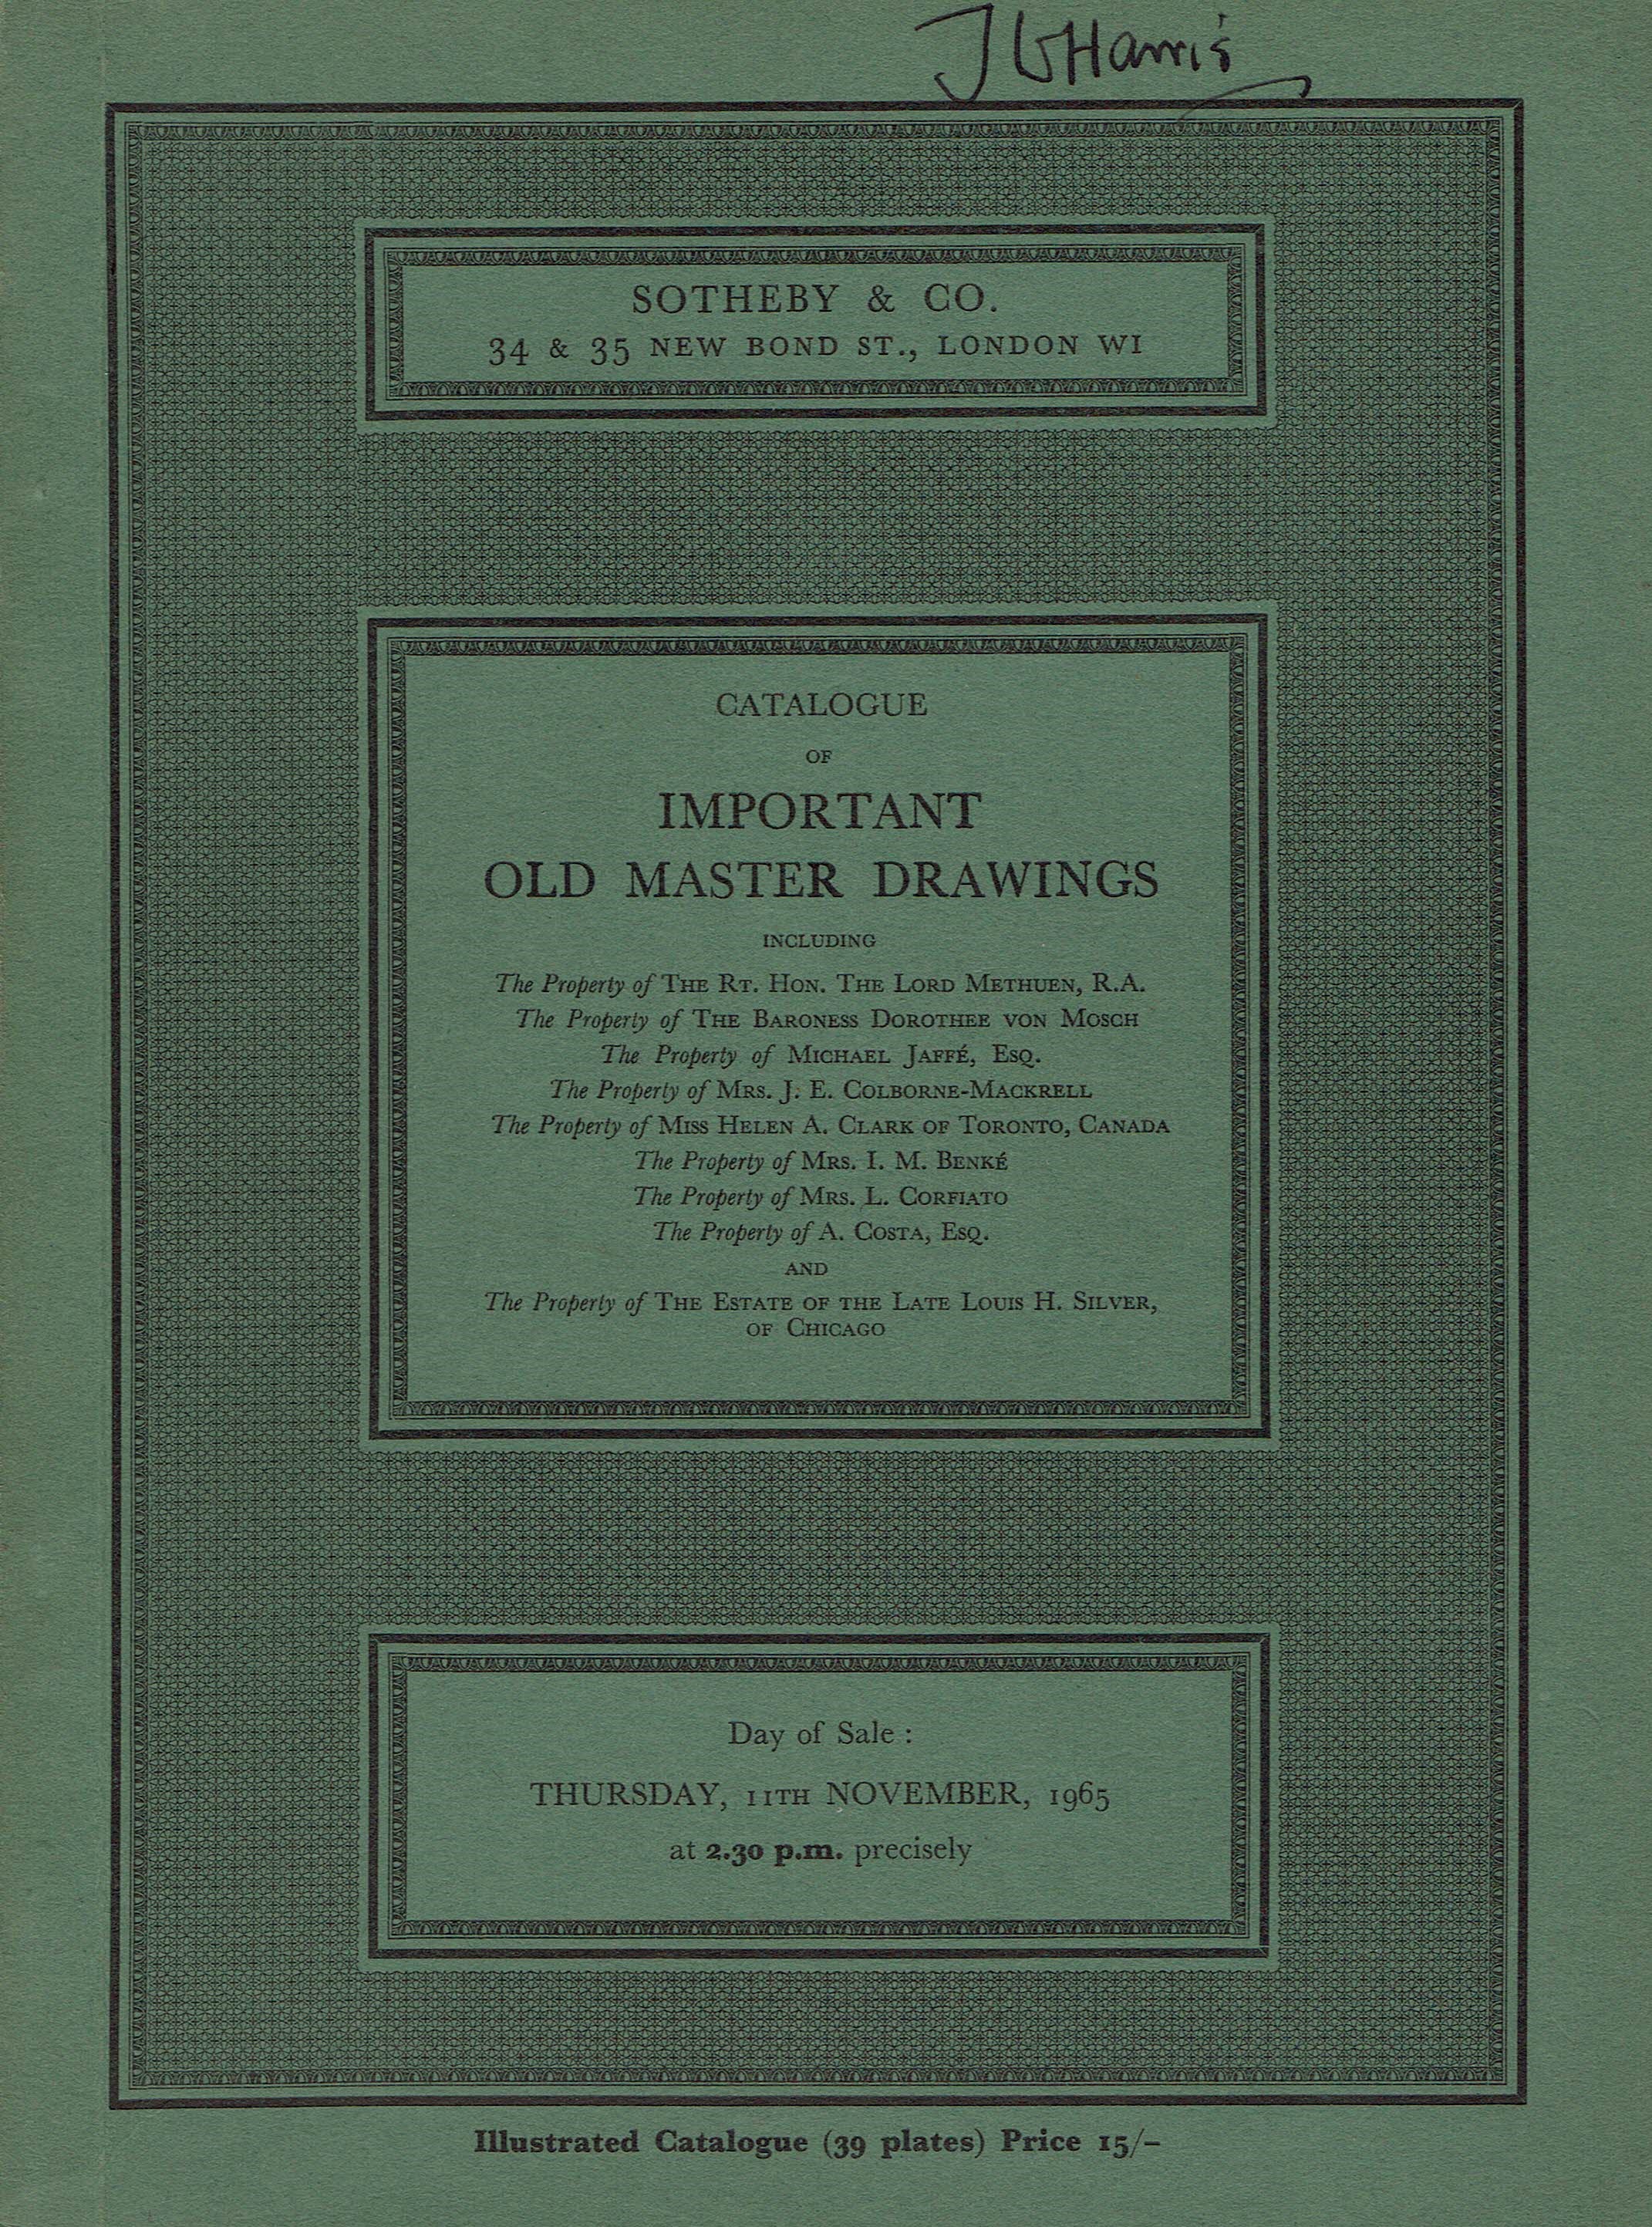 J G Harris
SOTHEBY & CO.
34 & 35 NEW BOND ST., LONDON W1
CATALOGUE
OF
IMPORTANT
OLD MASTER DRAWINGS
INCLUDING
The Property of THE RT. HON. THE LORD METHUEN, R.A.
The Property of THE BARONESS DOROTHEE VON MOSCH
The Property of MICHAEL JAFFÉ, ESQ.
The Property of MRS. J. E. COLBORNE-MACKRELL
The Property of MISS HELEN A. CLARK OF TORONTO, CANADA
The Property of MRS. I. M. BENKÉ
The Property of MRS. L. CORFIATO
The Property of A. COSTA, ESQ.
AND
The Property of THE ESTATE OF THE LATE LOUIS H. SILVER,
OF CHICAGO
Day of Sale :
THURSDAY, 11TH NOVEMBER, 1965
at 2.30 p.m. precisely
Illustrated Catalogue (39 plates) Price 15/-